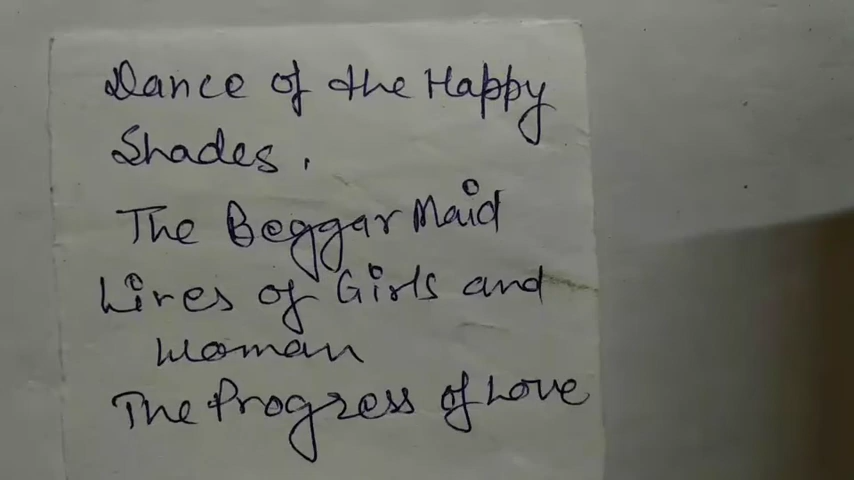 Dance of the Happy
Shades.
The Beggar Maid
Lives of Girls and
Woman
The Progress of Love